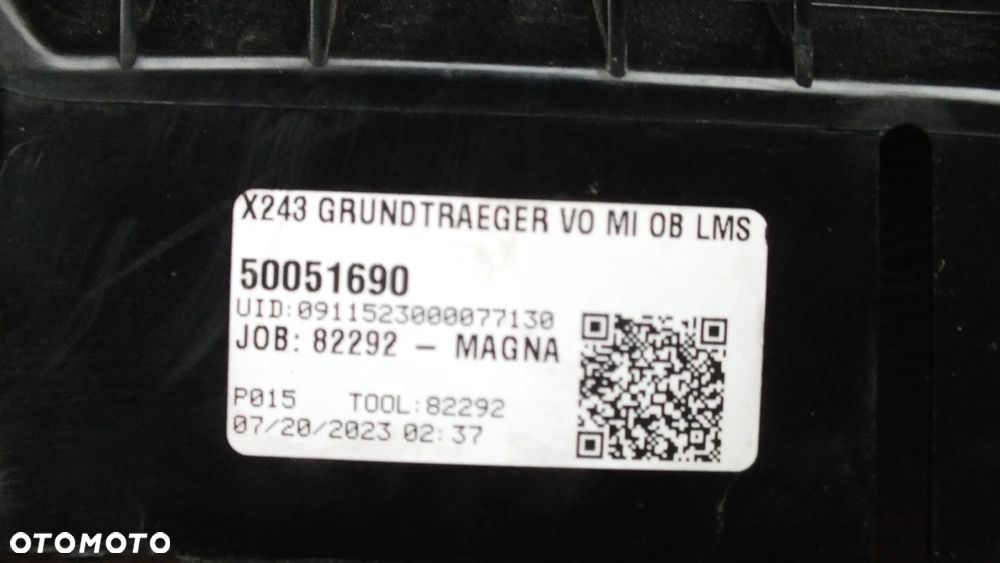 X243 GRUNDTRAEGER VO MI OB LMS
50051690
UID:0911523000077130
JOB: 82292 – MAGNA
P015 TOOL:82292
07/20/2023 02:37
OTOMOTO